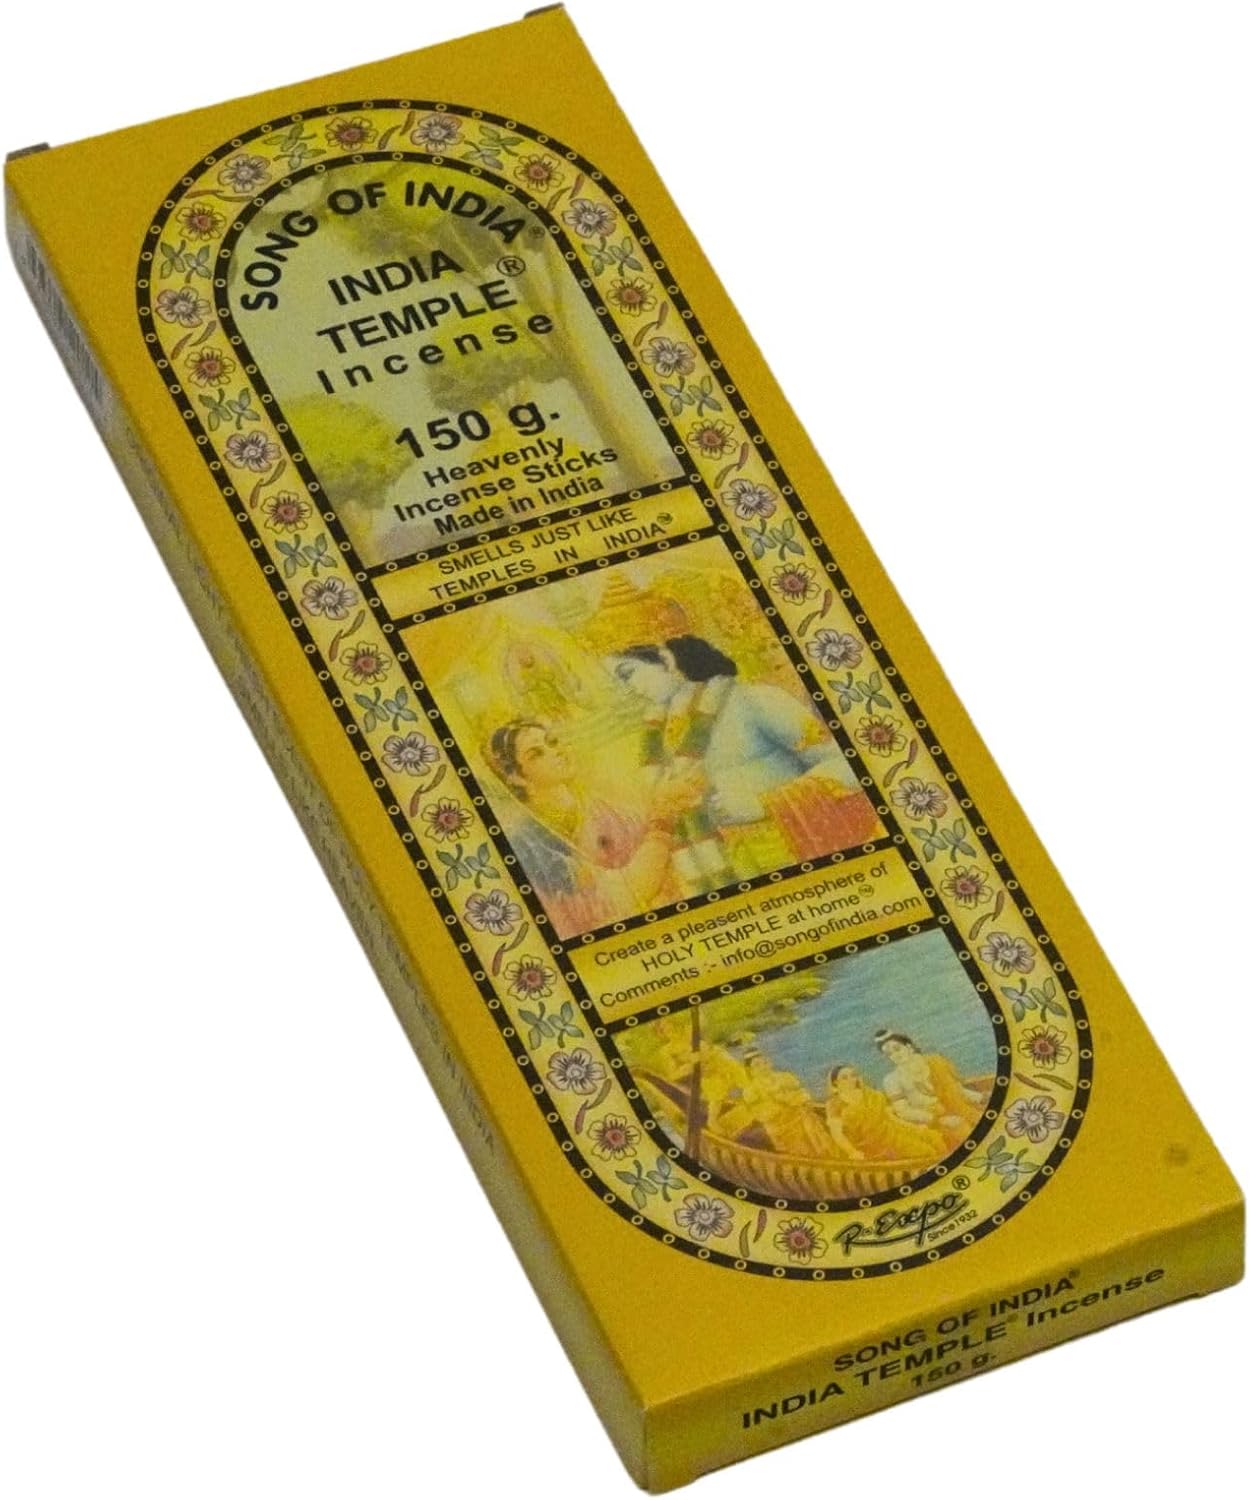 SONG OF INDIA®
INDIA
TEMPLE®
Incense
150 g.
Heavenly
Incense Sticks
Made in India
SMELLS JUST LIKE
TEMPLES IN INDIA™
Create a pleasent atmosphere of
HOLY TEMPLE at home™
Comments :- info@songofindia.com
R-Expo®
Since 1932
SONG OF INDIA®
INDIA TEMPLE® Incense
150 g.